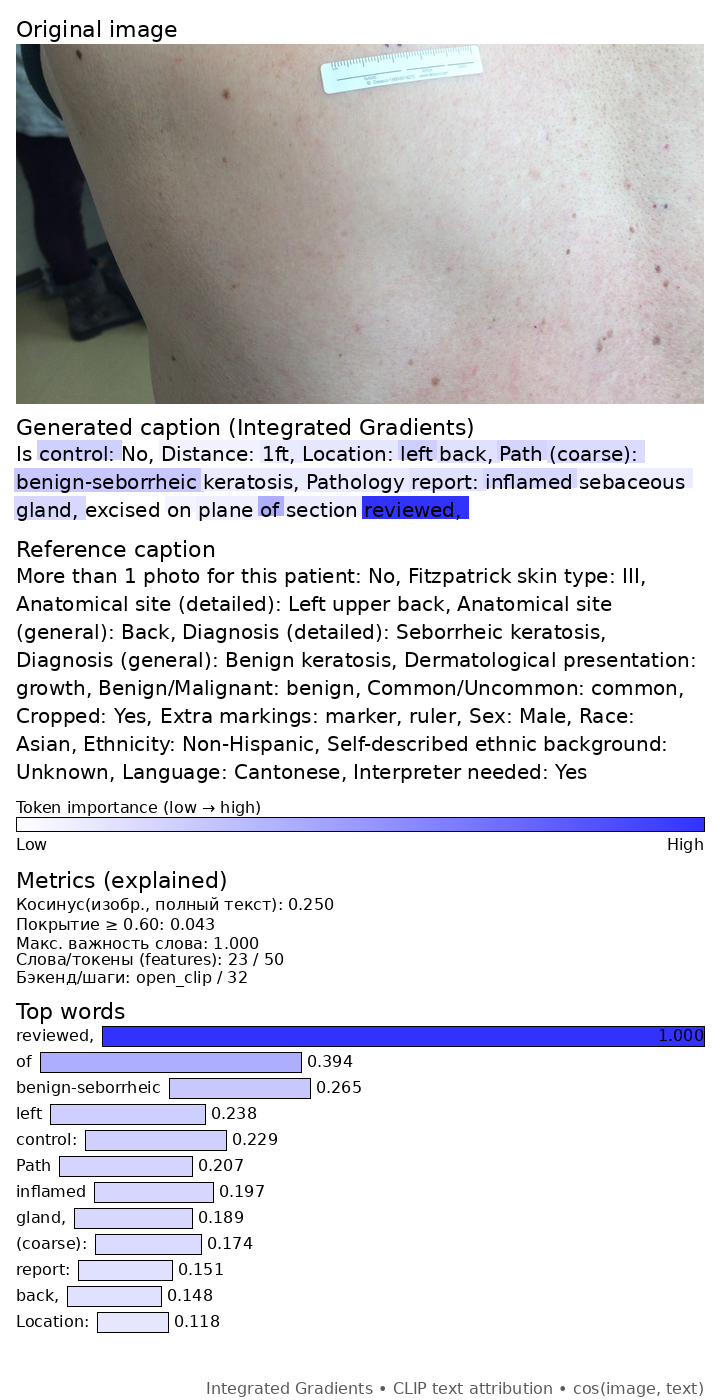 Original image
Generated caption (Integrated Gradients)
Is control: No, Distance: 1ft, Location: left back, Path (coarse):
benign-seborrheic keratosis, Pathology report: inflamed sebaceous
gland, excised on plane of section reviewed,
Reference caption
More than 1 photo for this patient: No, Fitzpatrick skin type: III,
Anatomical site (detailed): Left upper back, Anatomical site
(general): Back, Diagnosis (detailed): Seborrheic keratosis,
Diagnosis (general): Benign keratosis, Dermatological presentation:
growth, Benign/Malignant: benign, Common/Uncommon: common,
Cropped: Yes, Extra markings: marker, ruler, Sex: Male, Race:
Asian, Ethnicity: Non-Hispanic, Self-described ethnic background:
Unknown, Language: Cantonese, Interpreter needed: Yes
Token importance (low → high)
Low High
Metrics (explained)
Косинус(изобр., полный текст): 0.250
Покрытие ≥ 0.60: 0.043
Макс. важность слова: 1.000
Слова/токены (features): 23 / 50
Бэкенд/шаги: open_clip / 32
Top words
reviewed, 1.000
of 0.394
benign-seborrheic 0.265
left 0.238
control: 0.229
Path 0.207
inflamed 0.197
gland, 0.189
(coarse): 0.174
report: 0.151
back, 0.148
Location: 0.118
Integrated Gradients • CLIP text attribution • cos(image, text)